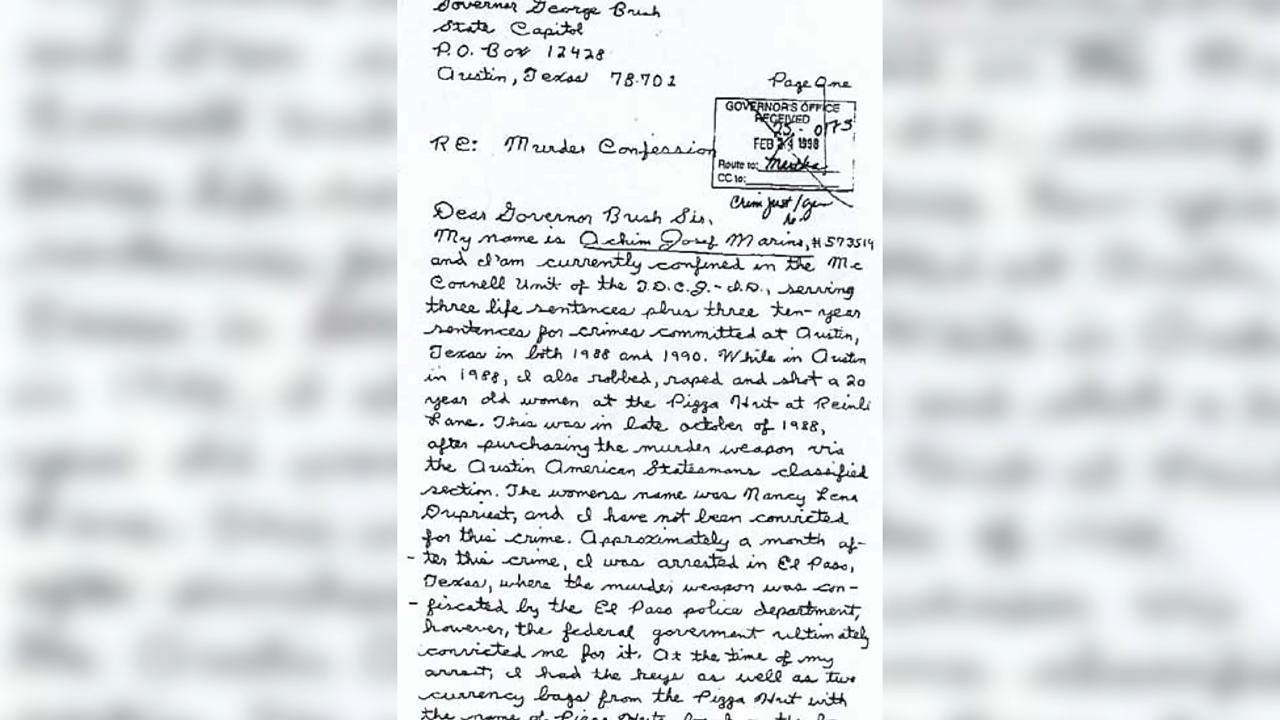 Governor George Bush
State Capitol
P.O. Box 12428
Austin, Texas 78701
Page One
GOVERNOR'S OFFICE
RECEIVED
FEB 24 1998
Route to:
CC to:
Crim just/gen
RE: Murder Confession
Dear Governor Bush Sir,
My name is Achim Josef Marino, #573514
and I'am currently confined in the Mc
Connell Unit of the T.D.C.J.-I.D., serving
three life sentences plus three ten-year
sentences for crimes committed at Austin,
Texas in both 1988 and 1990. While in Austin
in 1988, I also robbed, raped and shot a 20
year old women at the Pizza Hut at Reinli
Lane. This was in late october of 1988,
after purchasing the murder weapon via
the Austin American Statesmans classified
section. The womens name was Nancy Lena
Dupriest, and I have not been convicted
for this crime. Approximately a month af-
-ter this crime, I was arrested in El Paso,
Texas, where the murder weapon was con-
-fiscated by the El Paso police department,
however, the federal goverment ultimately
convicted me for it. At the time of my
arrest, I had the keys as well as two
currency bags from the Pizza Hut with
the name of Pizza Huts